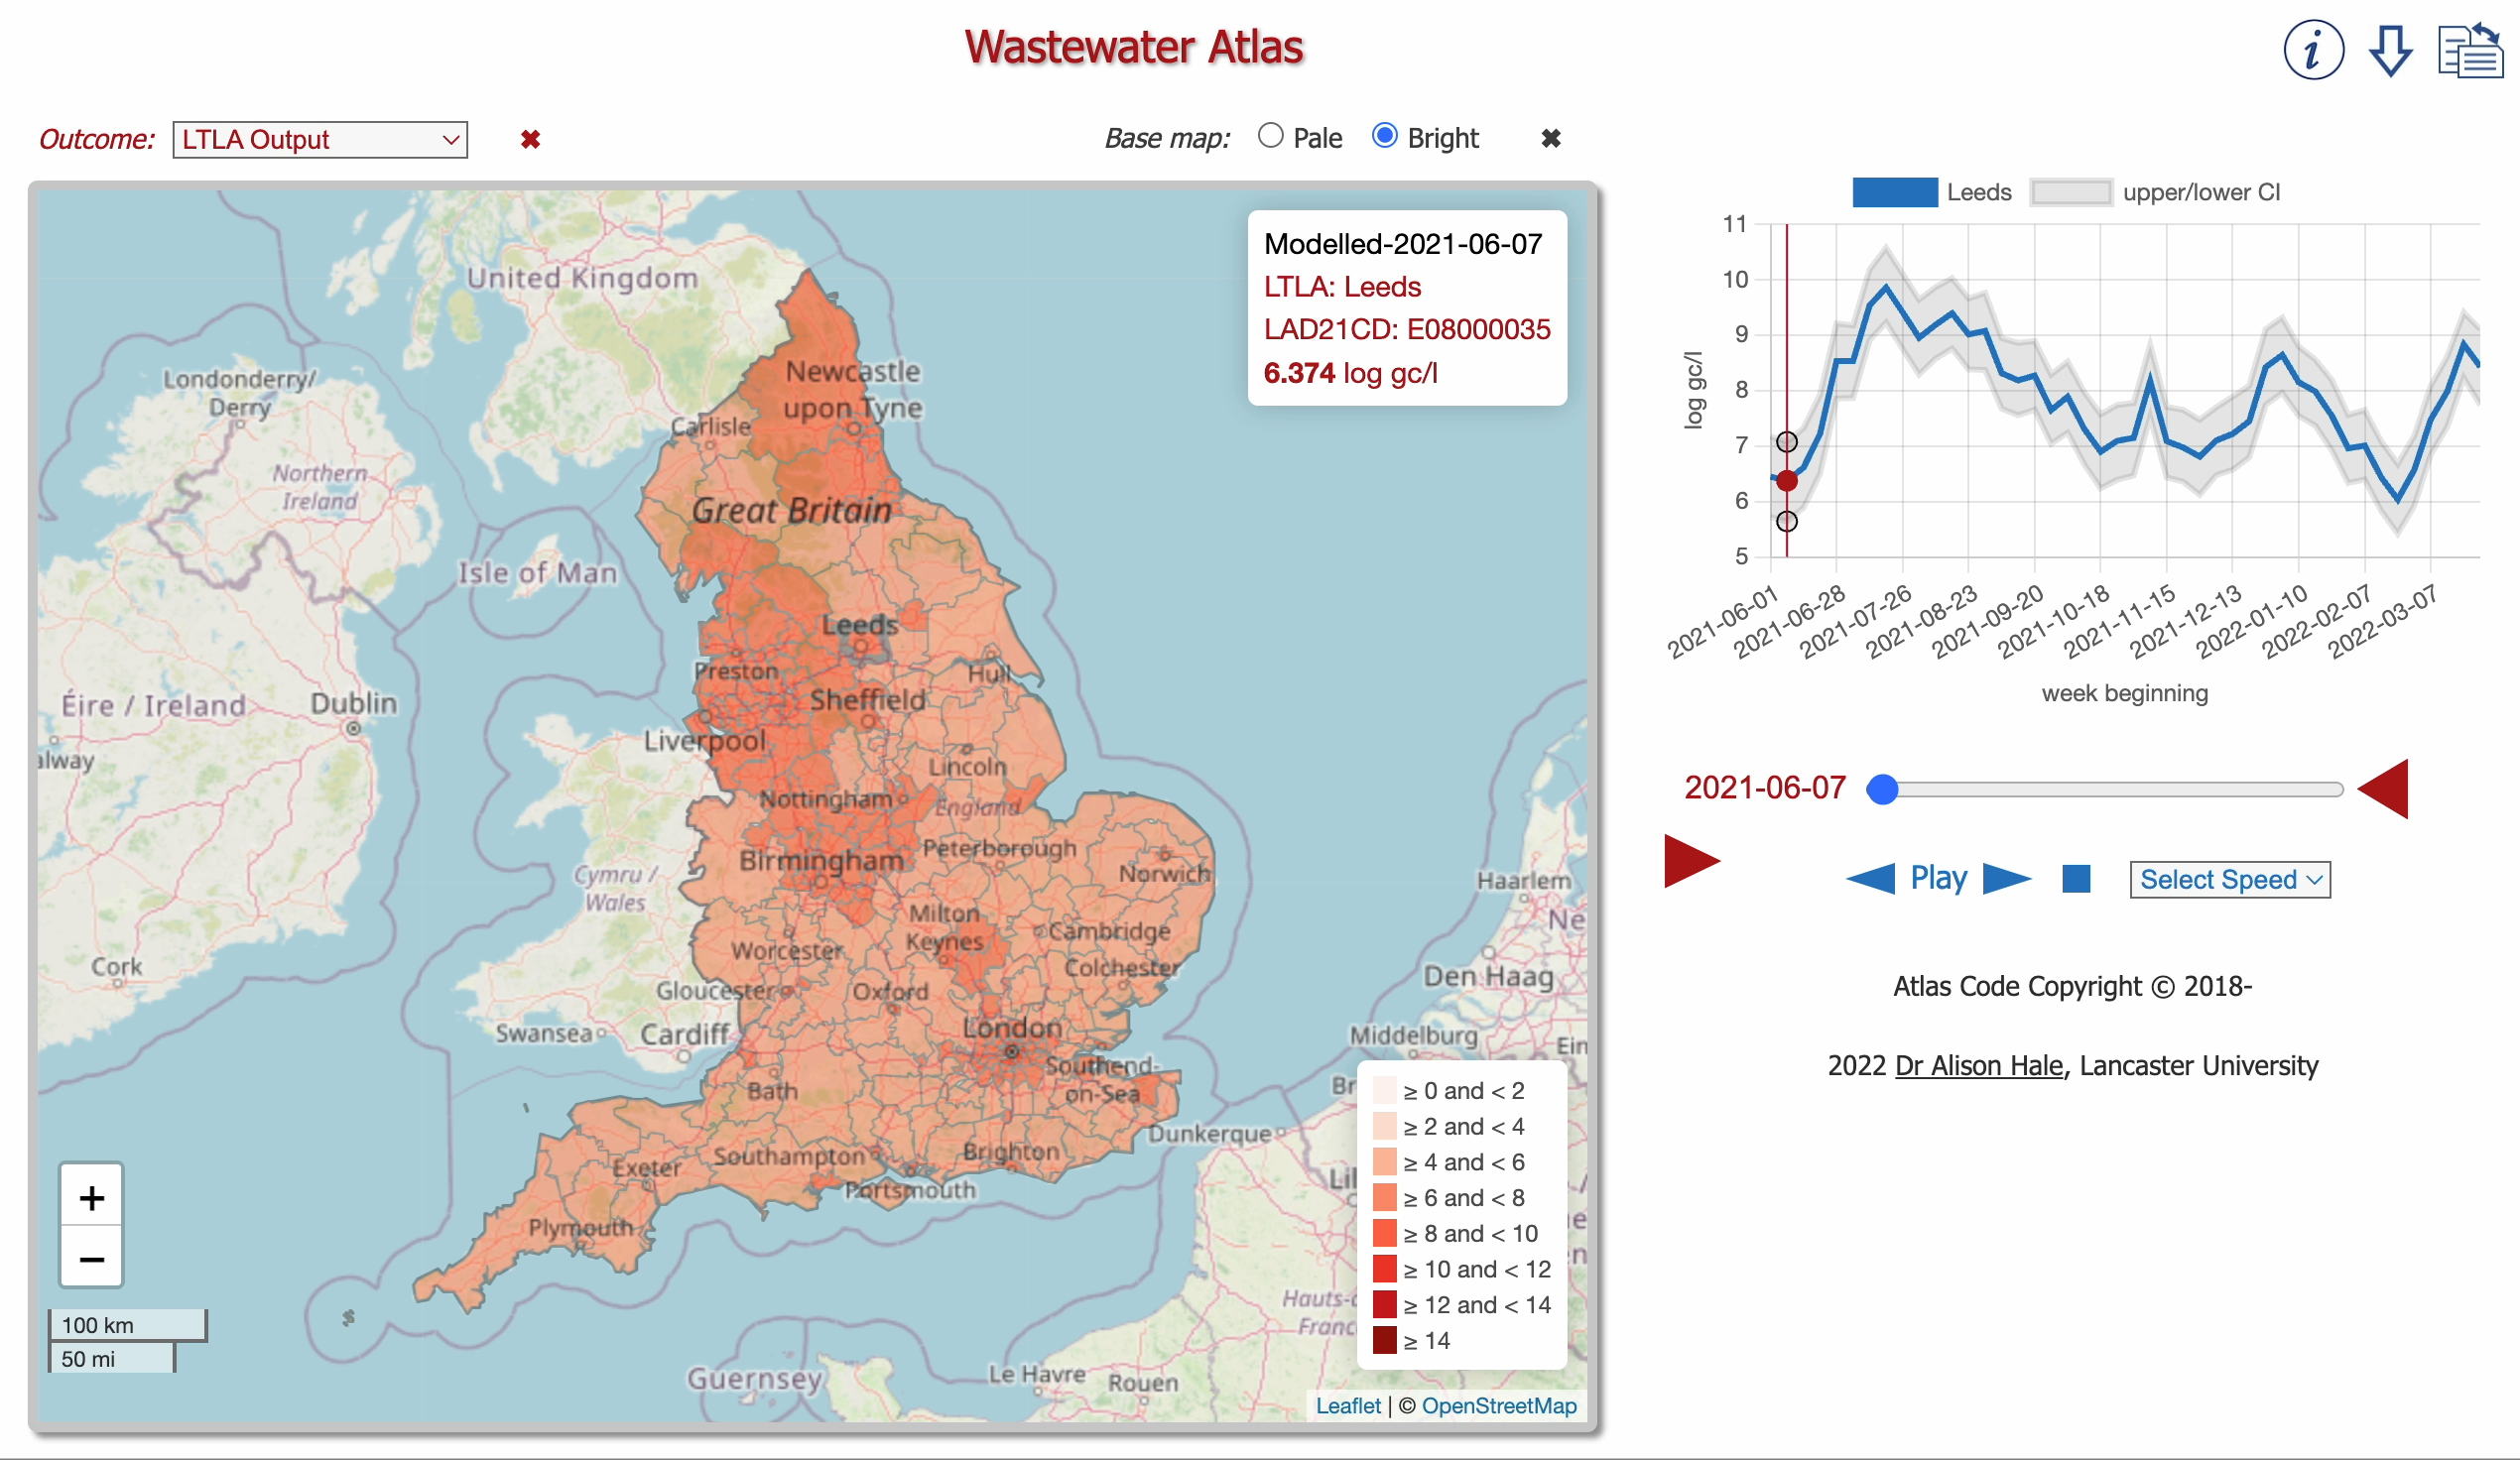 Wastewater Atlas
Outcome: LTLA Output
Base map: Pale Bright
Modelled-2021-06-07
LTLA: Leeds
LAD21CD: E08000035
6.374 log gc/l
United Kingdom
Londonderry/
Derry
Northern
Ireland
Newcastle
upon Tyne
Carlisle
Great Britain
Isle of Man
Leeds
Preston
Hull
Sheffield
Éire / Ireland
Dublin
Liverpool
alway
Lincoln
Nottingham
England
Peterborough
Birmingham
Norwich
Cymru /
Wales
Haarlem
Ne
Milton
Keynes
Cambridge
Worcester
Cork
Colchester
Den Haag
Gloucester
Oxford
London
Swansea
Cardiff
Middelburg
Ein
Southend-
on-Sea
Bath
Br
Dunkerque
Brighton
Southampton
Exeter
Portsmouth
Lil
Plymouth
Hauts-
Franc
Guernsey
Le Havre
Rouen
≥ 0 and < 2
≥ 2 and < 4
≥ 4 and < 6
≥ 6 and < 8
≥ 8 and < 10
≥ 10 and < 12
≥ 12 and < 14
≥ 14
+
−
100 km
50 mi
Leaflet | © OpenStreetMap
Leeds upper/lower CI
11
10
9
8
7
6
5
log gc/l
2021-06-01
2021-06-28
2021-07-26
2021-08-23
2021-09-20
2021-10-18
2021-11-15
2021-12-13
2022-01-10
2022-02-07
2022-03-07
week beginning
2021-06-07
Play
Select Speed
Atlas Code Copyright © 2018-
2022 Dr Alison Hale, Lancaster University